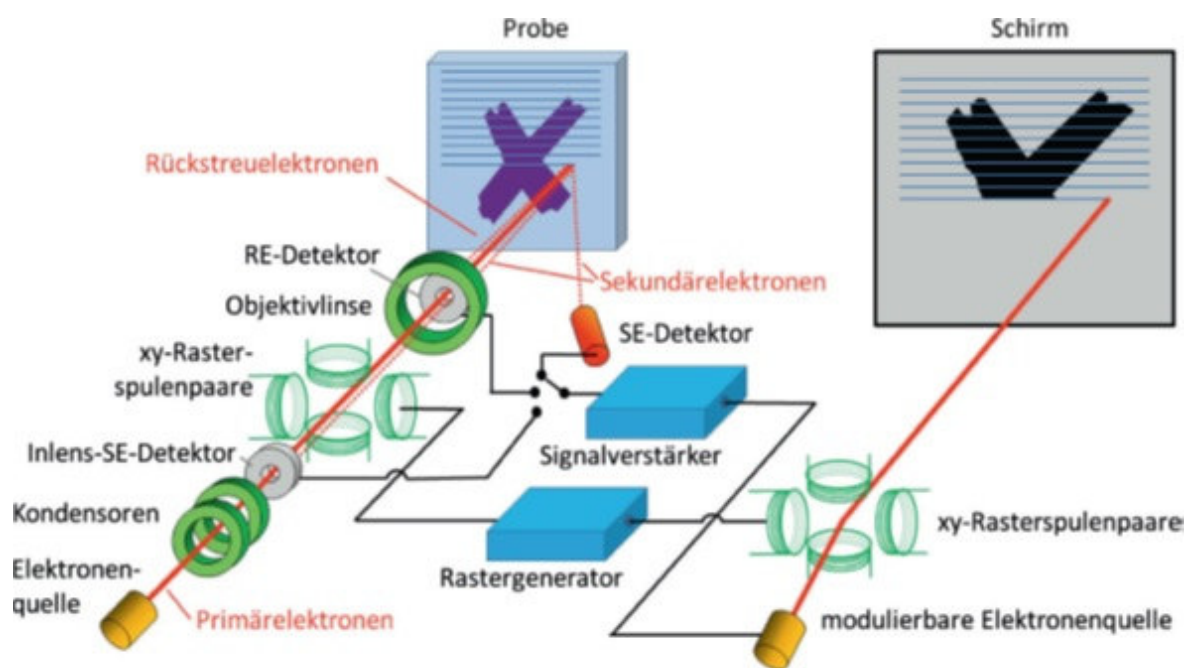 Probe
Schirm
Rückstreuelektronen
RE-Detektor
Objektivlinse
Sekundärelektronen
SE-Detektor
xy-Raster-
spulenpaare
Inlens-SE-Detektor
Signalverstärker
Kondensoren
xy-Rasterspulenpaare
Elektronen-
quelle
Rastergenerator
Primärelektronen
modulierbare Elektronenquelle